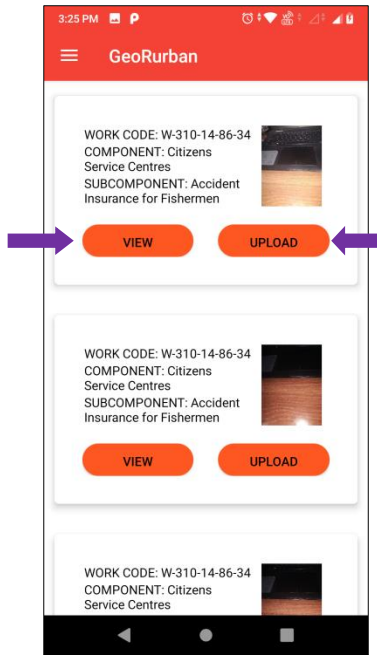 3:25 PM
GeoRurban
WORK CODE: W-310-14-86-34
COMPONENT: Citizens
Service Centres
SUBCOMPONENT: Accident
Insurance for Fishermen
VIEW UPLOAD
WORK CODE: W-310-14-86-34
COMPONENT: Citizens
Service Centres
SUBCOMPONENT: Accident
Insurance for Fishermen
VIEW UPLOAD
WORK CODE: W-310-14-86-34
COMPONENT: Citizens
Service Centres